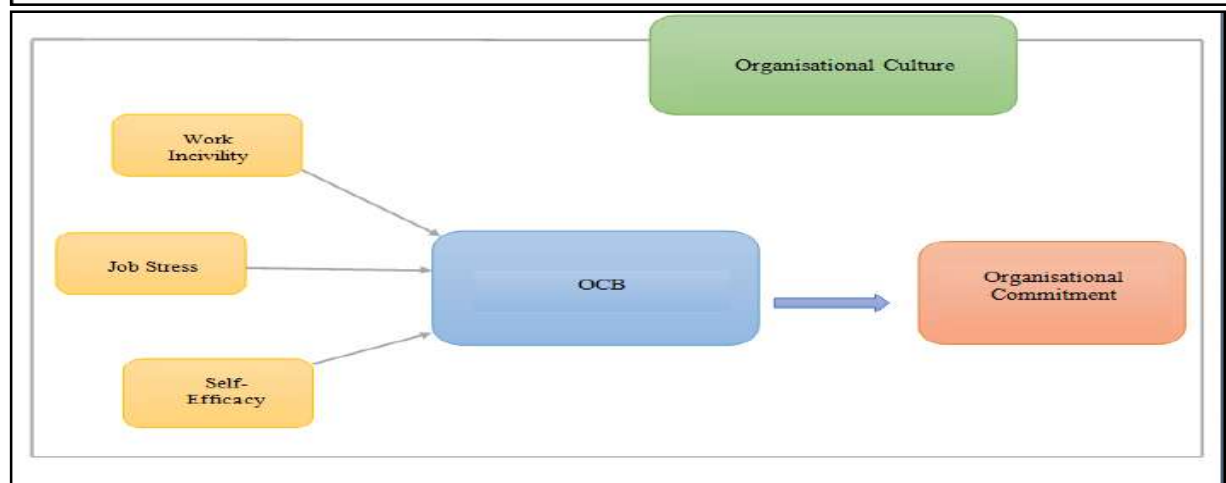 Organisational Culture
Work
Incivility
Job Stress
OCB
Organisational
Commitment
Self-
Efficacy